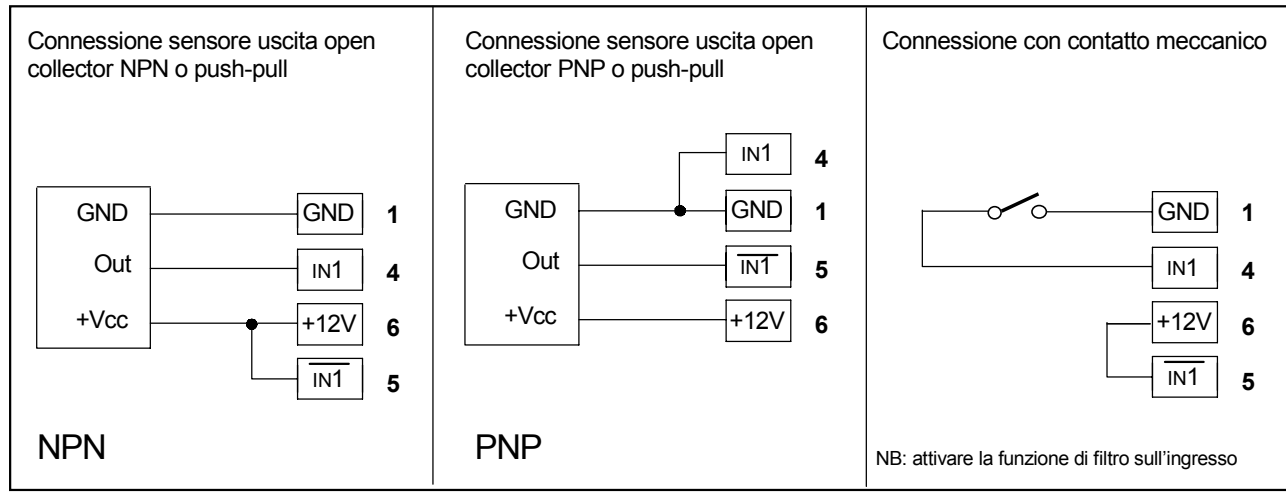 Connessione sensore uscita open
collector NPN o push-pull
GND GND 1
Out IN1 4
+Vcc +12V 6
I̅N̅1̅ 5
NPN
Connessione sensore uscita open
collector PNP o push-pull
IN1 4
GND GND 1
Out I̅N̅1̅ 5
+Vcc +12V 6
PNP
Connessione con contatto meccanico
GND 1
IN1 4
+12V 6
I̅N̅1̅ 5
NB: attivare la funzione di filtro sull'ingresso